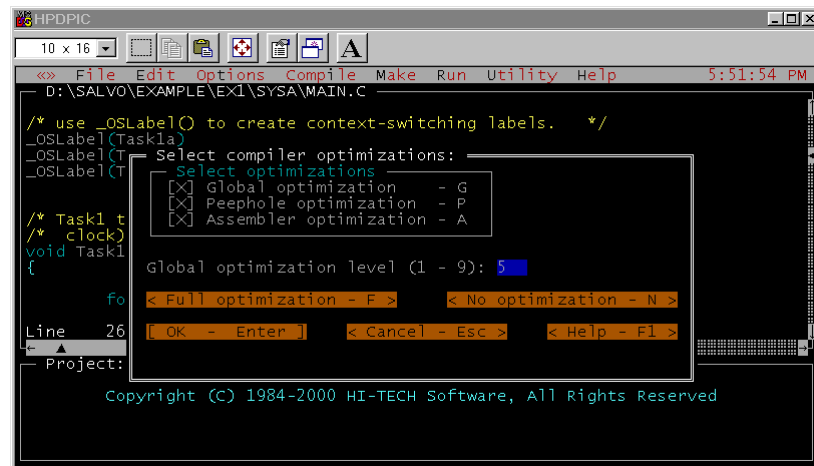 HPDPIC
10 x 16
«» File Edit Options Compile Make Run Utility Help 5:51:54 PM
D:\SALVO\EXAMPLE\EX1\SYSA\MAIN.C
/* use _OSLabel() to create context-switching labels. */
_OSLabel(Task1a)
_OSLabel(T
_OSLabel(T
Select compiler optimizations:
Select optimizations
[X] Global optimization - G
[X] Peephole optimization - P
[X] Assembler optimization - A
/* Task1 t
/* clock)
void Task1
{
Global optimization level (1 - 9): 5
fo
< Full optimization - F > < No optimization - N >
Line 26
[ OK - Enter ] < Cancel - Esc > < Help - F1 >
Project:
Copyright (C) 1984-2000 HI-TECH Software, All Rights Reserved